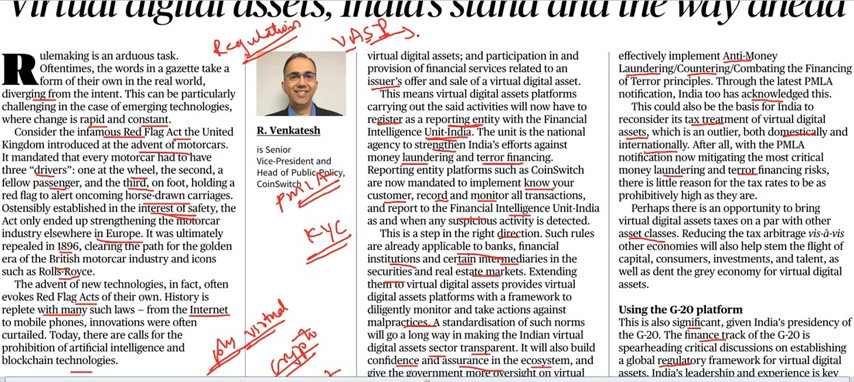 Virtual digital assets, India's stand and the way ahead
Rulemaking is an arduous task.
Oftentimes, the words in a gazette take a
form of their own in the real world,
diverging from the intent. This can be particularly
challenging in the case of emerging technologies,
where change is rapid and constant.
Consider the infamous Red Flag Act the United
Kingdom introduced at the advent of motorcars.
It mandated that every motorcar had to have
three "drivers": one at the wheel, the second, a
fellow passenger, and the third, on foot, holding a
red flag to alert oncoming horse-drawn carriages.
Ostensibly established in the interest of safety, the
Act only ended up strengthening the motorcar
industry elsewhere in Europe. It was ultimately
repealed in 1896, clearing the path for the golden
era of the British motorcar industry and icons
such as Rolls-Royce.
The advent of new technologies, in fact, often
evokes Red Flag Acts of their own. History is
replete with many such laws – from the Internet
to mobile phones, innovations were often
curtailed. Today, there are calls for the
prohibition of artificial intelligence and
blockchain technologies.
Regulation
VASP
R. Venkatesh
is Senior
Vice-President and
Head of Public Policy,
CoinSwitch
PMLA
KYC
virtual
crypto
virtual digital assets; and participation in and
provision of financial services related to an
issuer's offer and sale of a virtual digital asset.
This means virtual digital assets platforms
carrying out the said activities will now have to
register as a reporting entity with the Financial
Intelligence Unit-India. The unit is the national
agency to strengthen India's efforts against
money laundering and terror financing.
Reporting entity platforms such as CoinSwitch
are now mandated to implement know your
customer, record and monitor all transactions,
and report to the Financial Intelligence Unit-India
as and when any suspicious activity is detected.
This is a step in the right direction. Such rules
are already applicable to banks, financial
institutions and certain intermediaries in the
securities and real estate markets. Extending
them to virtual digital assets provides virtual
digital assets platforms with a framework to
diligently monitor and take actions against
malpractices. A standardisation of such norms
will go a long way in making the Indian virtual
digital assets sector transparent. It will also build
confidence and assurance in the ecosystem, and
give the government more oversight on virtual
effectively implement Anti-Money
Laundering/Countering/Combating the Financing
of Terror principles. Through the latest PMLA
notification, India too has acknowledged this.
This could also be the basis for India to
reconsider its tax treatment of virtual digital
assets, which is an outlier, both domestically and
internationally. After all, with the PMLA
notification now mitigating the most critical
money laundering and terror financing risks,
there is little reason for the tax rates to be as
prohibitively high as they are.
Perhaps there is an opportunity to bring
virtual digital assets taxes on a par with other
asset classes. Reducing the tax arbitrage vis-à-vis
other economies will also help stem the flight of
capital, consumers, investments, and talent, as
well as dent the grey economy for virtual digital
assets.
Using the G-20 platform
This is also significant, given India's presidency of
the G-20. The finance track of the G-20 is
spearheading critical discussions on establishing
a global regulatory framework for virtual digital
assets. India's leadership and experience is key